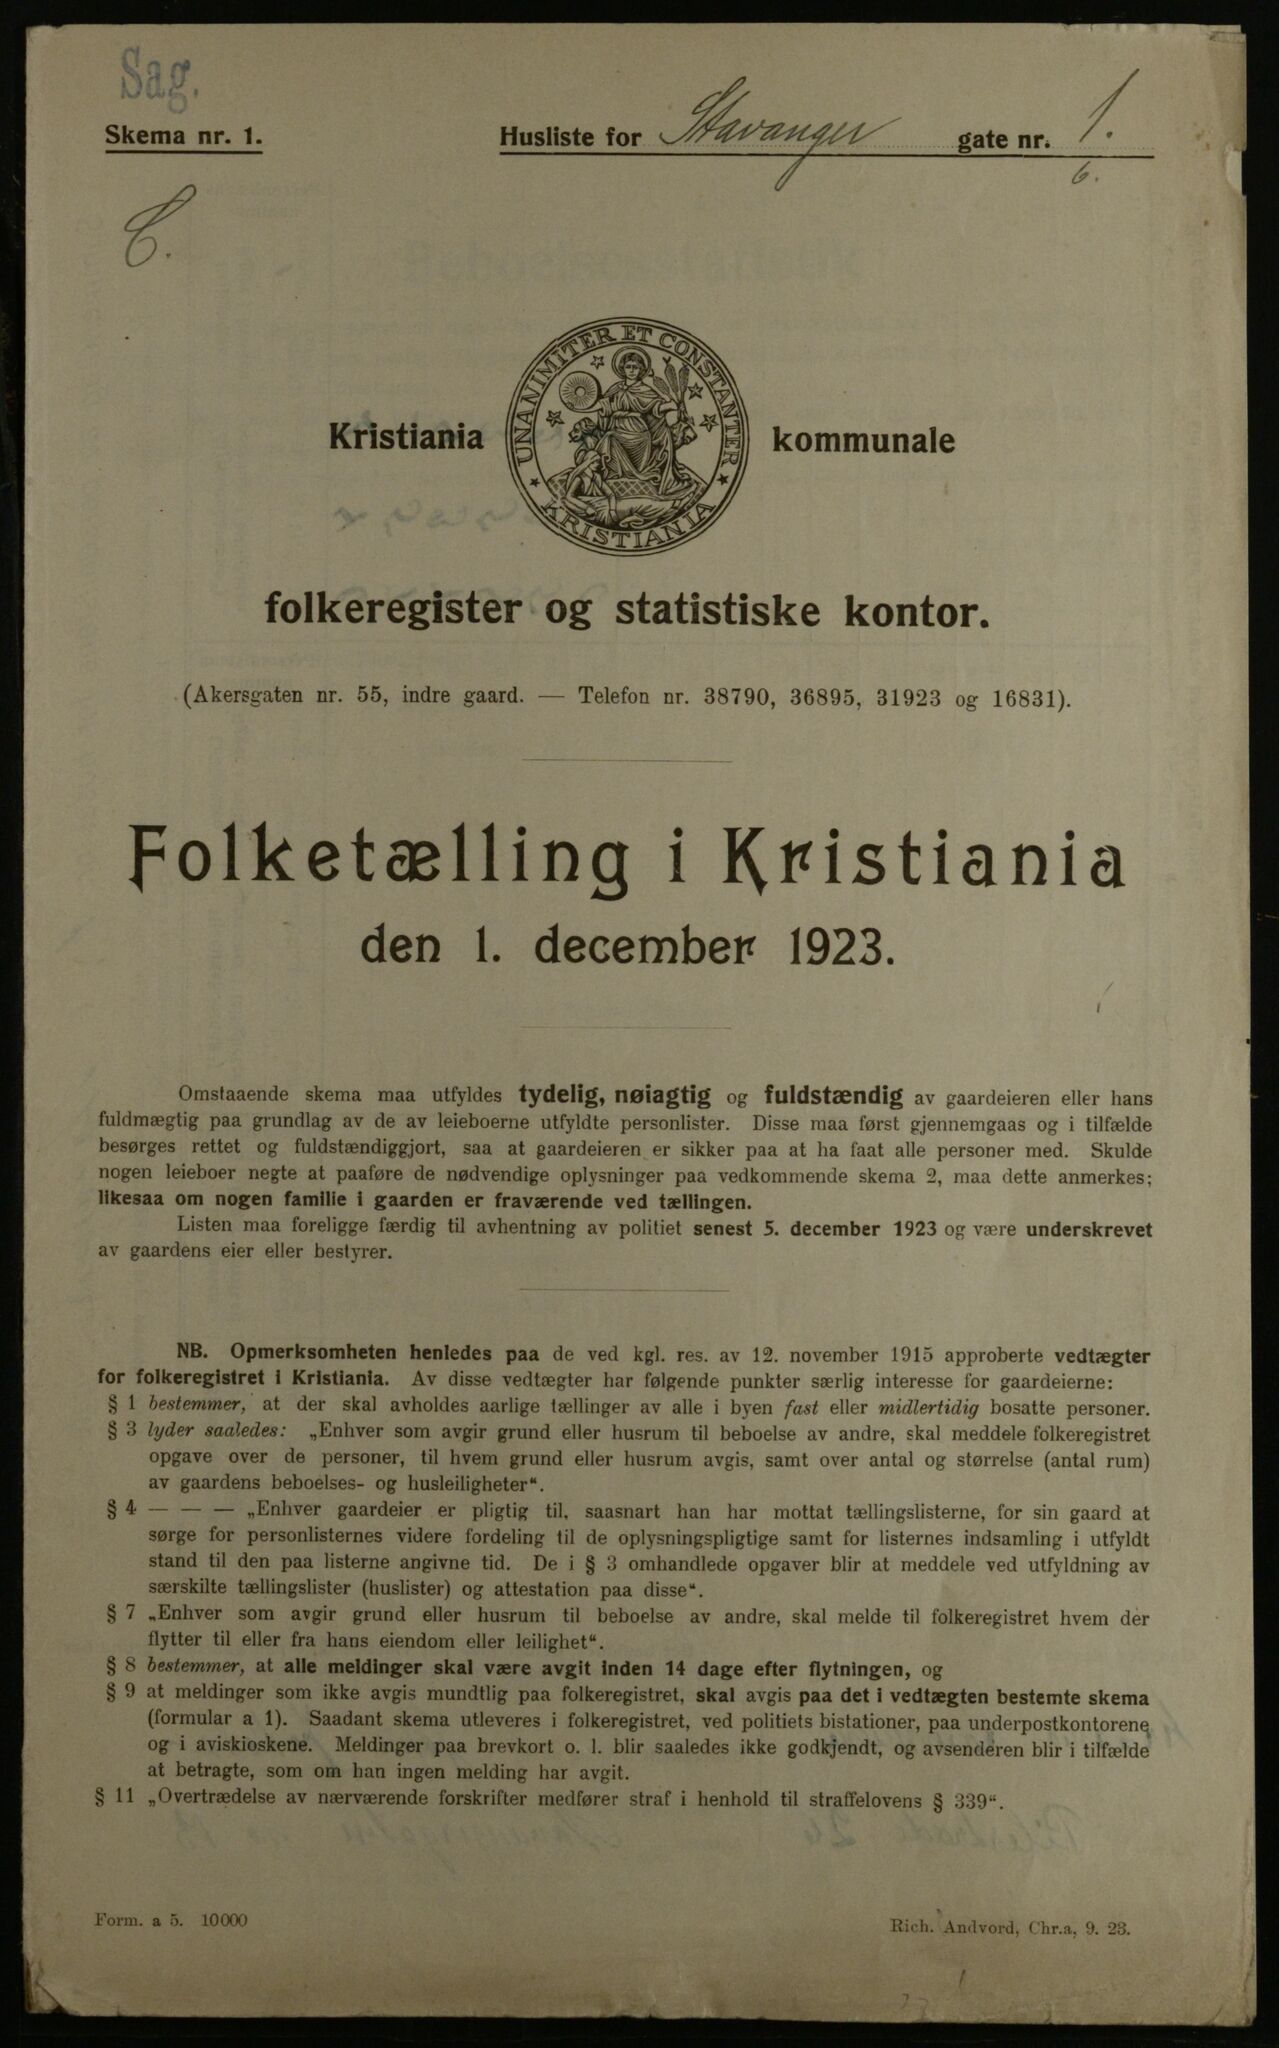 Sag.
Skema nr. 1.
Husliste for Stavanger gate nr. 1.
6.
C.
UNANIMITER ET CONSTANTER
KRISTIANIA
Kristiania kommunale
folkeregister og statistiske kontor.
(Akersgaten nr. 55, indre gaard. — Telefon nr. 38790, 36895, 31923 og 16831).
Folketælling i Kristiania
den 1. december 1923.
Omstaaende skema maa utfyldes tydelig, nøiagtig og fuldstændig av gaardeieren eller hans
fuldmægtig paa grundlag av de av leieboerne utfyldte personlister. Disse maa først gjennemgaas og i tilfælde
besørges rettet og fuldstændiggjort, saa at gaardeieren er sikker paa at ha faat alle personer med. Skulde
nogen leieboer negte at paaføre de nødvendige oplysninger paa vedkommende skema 2, maa dette anmerkes;
likesaa om nogen familie i gaarden er fraværende ved tællingen.
Listen maa foreligge færdig til avhentning av politiet senest 5. december 1923 og være underskrevet
av gaardens eier eller bestyrer.
NB. Opmerksomheten henledes paa de ved kgl. res. av 12. november 1915 approberte vedtægter
for folkeregistret i Kristiania. Av disse vedtægter har følgende punkter særlig interesse for gaardeierne:
§ 1 bestemmer, at der skal avholdes aarlige tællinger av alle i byen fast eller midlertidig bosatte personer.
§ 3 lyder saaledes: „Enhver som avgir grund eller husrum til beboelse av andre, skal meddele folkeregistret
opgave over de personer, til hvem grund eller husrum avgis, samt over antal og størrelse (antal rum)
av gaardens beboelses- og husleiligheter“.
§ 4 — — — „Enhver gaardeier er pligtig til, saasnart han har mottat tællingslisterne, for sin gaard at
sørge for personlisternes videre fordeling til de oplysningspligtige samt for listernes indsamling i utfyldt
stand til den paa listerne angivne tid. De i § 3 omhandlede opgaver blir at meddele ved utfyldning av
særskilte tællingslister (huslister) og attestation paa disse“.
§ 7 „Enhver som avgir grund eller husrum til beboelse av andre, skal melde til folkeregistret hvem der
flytter til eller fra hans eiendom eller leilighet“.
§ 8 bestemmer, at alle meldinger skal være avgit inden 14 dage efter flytningen, og
§ 9 at meldinger som ikke avgis mundtlig paa folkeregistret, skal avgis paa det i vedtægten bestemte skema
(formular a 1). Saadant skema utleveres i folkeregistret, ved politiets bistationer, paa underpostkontorene
og i aviskioskene. Meldinger paa brevkort o. l. blir saaledes ikke godkjendt, og avsenderen blir i tilfælde
at betragte, som om han ingen melding har avgit.
§ 11 „Overtrædelse av nærværende forskrifter medfører straf i henhold til straffelovens § 339“.
Form. a 5. 10000
Rich. Andvord, Chr.a, 9. 23.